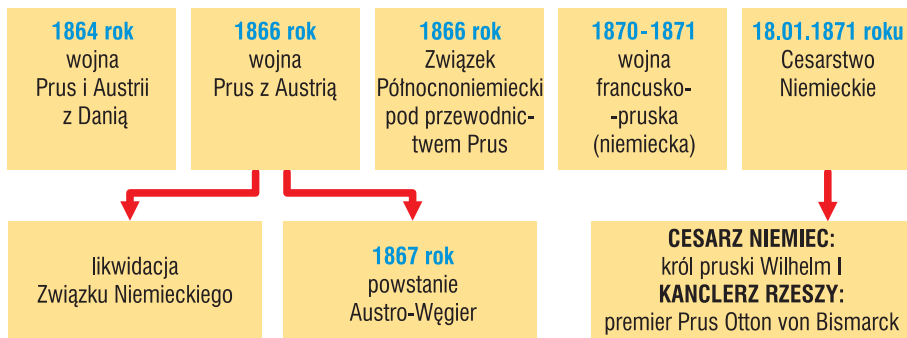 1864 rok
wojna
Prus i Austrii
z Danią
1866 rok
wojna
Prus z Austrią
1866 rok
Związek
Północnoniemiecki
pod przewodnic-
twem Prus
1870-1871
wojna
francusko-
-pruska
(niemiecka)
18.01.1871 roku
Cesarstwo
Niemieckie
likwidacja
Związku Niemieckiego
1867 rok
powstanie
Austro-Węgier
CESARZ NIEMIEC:
król pruski Wilhelm I
KANCLERZ RZESZY:
premier Prus Otton von Bismarck